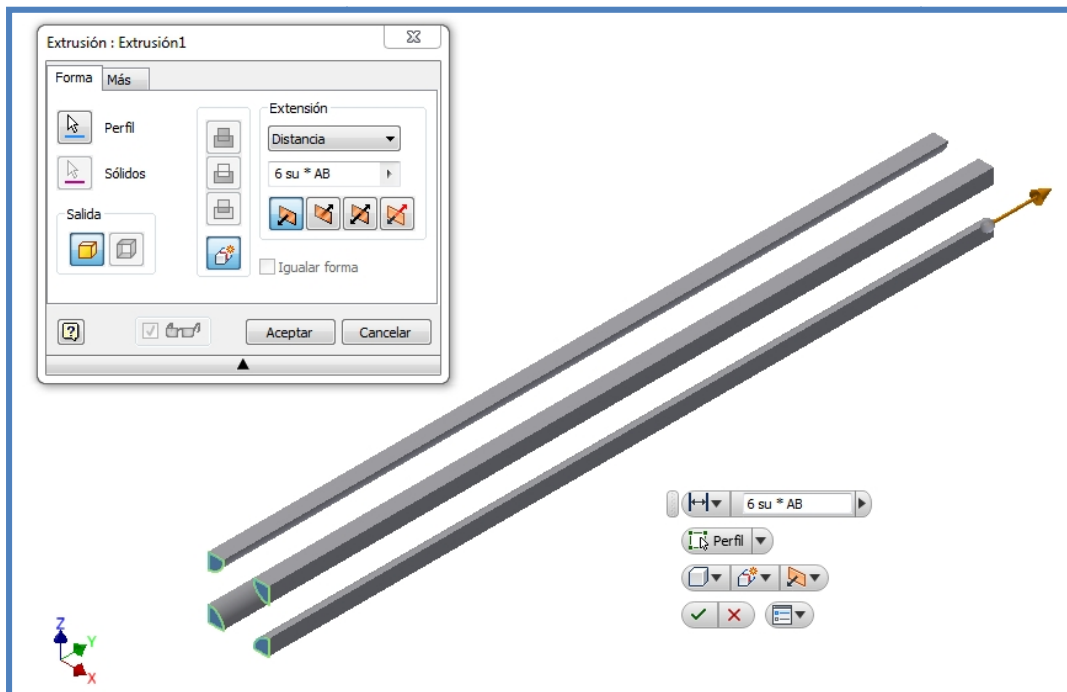 Extrusión : Extrusión1
Forma Más
Perfil
Sólidos
Salida
Extensión
Distancia
6 su * AB
Igualar forma
Aceptar Cancelar
6 su * AB
Perfil
Z
Y
X